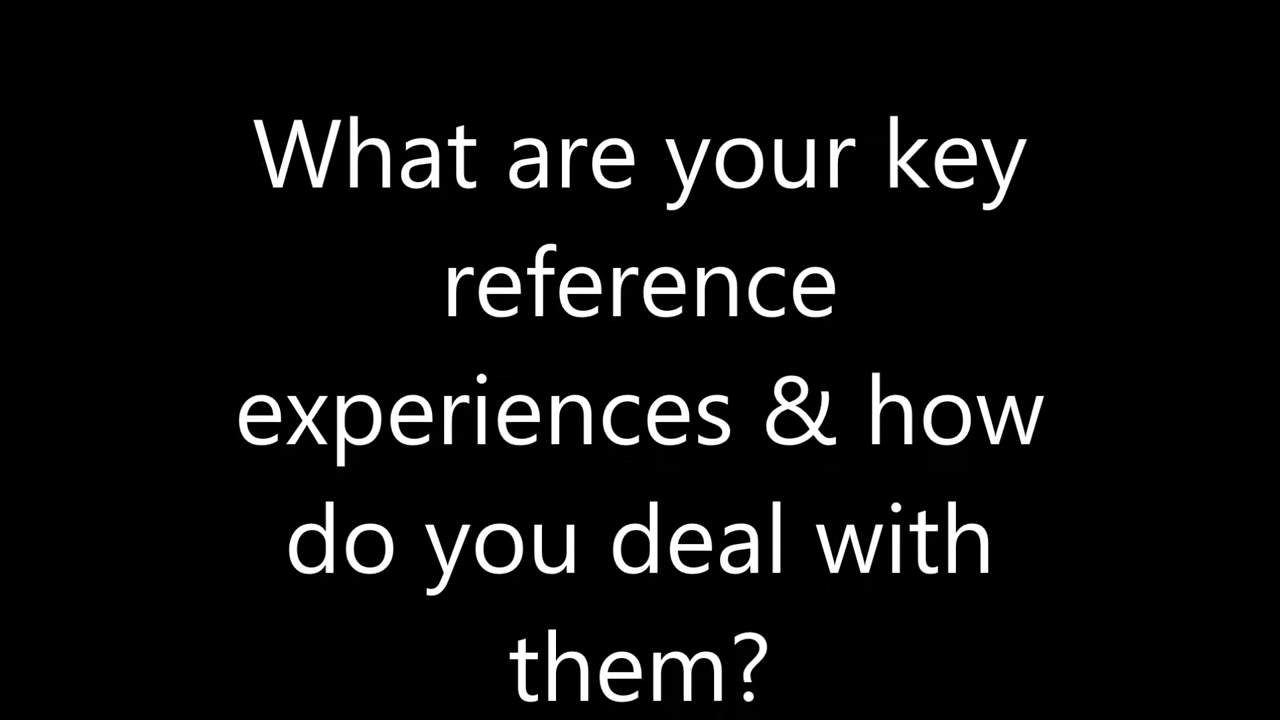 What are your key
reference
experiences & how
do you deal with
them?